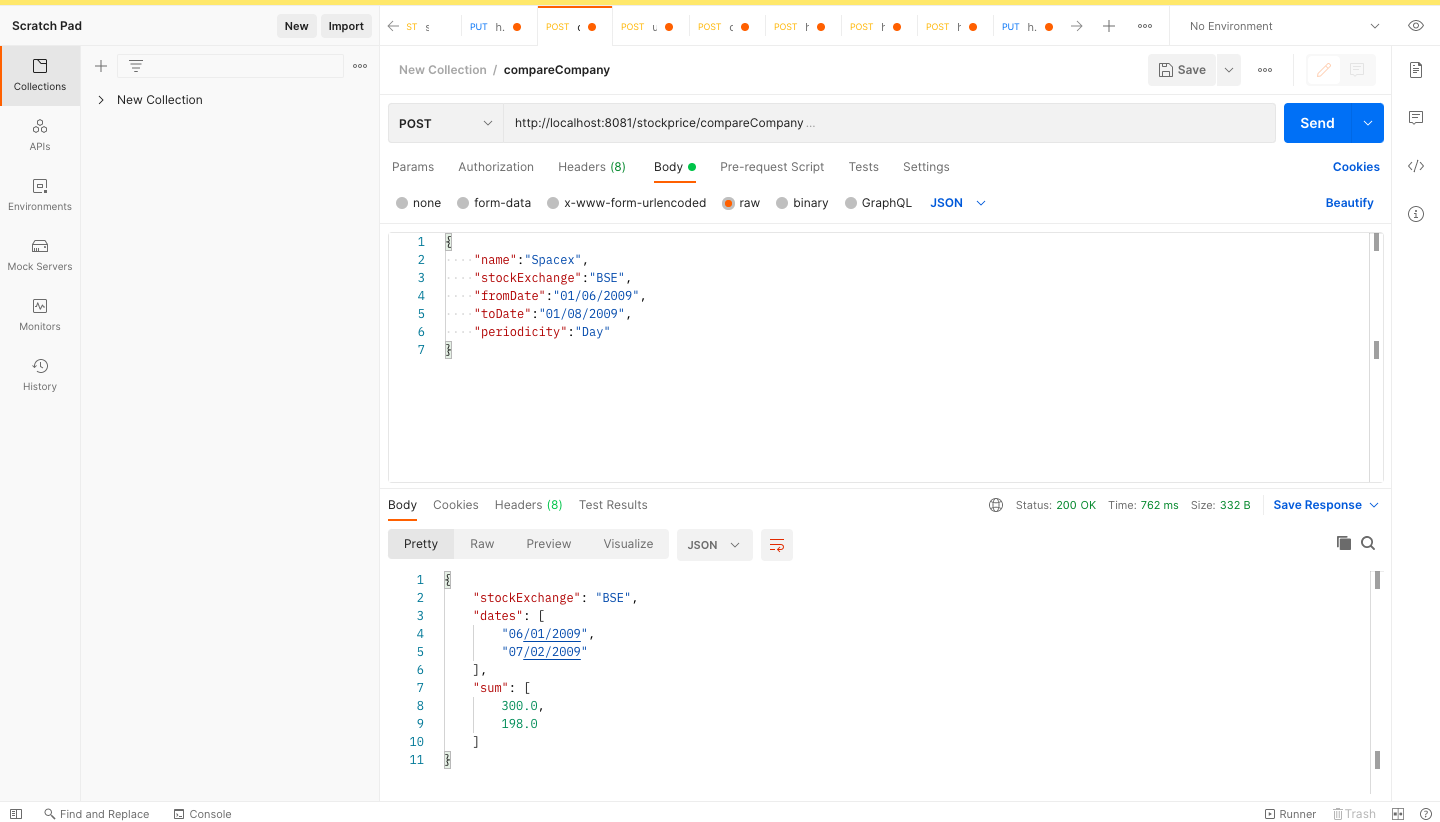 Scratch Pad
New
Import
ST s
PUT h.
POST c
POST u
POST c
POST h
POST h
POST h
PUT h.
No Environment
Collections
APIs
Environments
Mock Servers
Monitors
History
New Collection
New Collection / compareCompany
Save
POST
http://localhost:8081/stockprice/compareCompany ...
Send
Params Authorization Headers (8) Body Pre-request Script Tests Settings Cookies
none form-data x-www-form-urlencoded raw binary GraphQL JSON Beautify
1 {
2 "name":"Spacex",
3 "stockExchange":"BSE",
4 "fromDate":"01/06/2009",
5 "toDate":"01/08/2009",
6 "periodicity":"Day"
7 }
Body Cookies Headers (8) Test Results Status: 200 OK Time: 762 ms Size: 332 B Save Response
Pretty Raw Preview Visualize JSON
1 {
2 "stockExchange": "BSE",
3 "dates": [
4 "06/01/2009",
5 "07/02/2009"
6 ],
7 "sum": [
8 300.0,
9 198.0
10 ]
11 }
Find and Replace Console Runner Trash